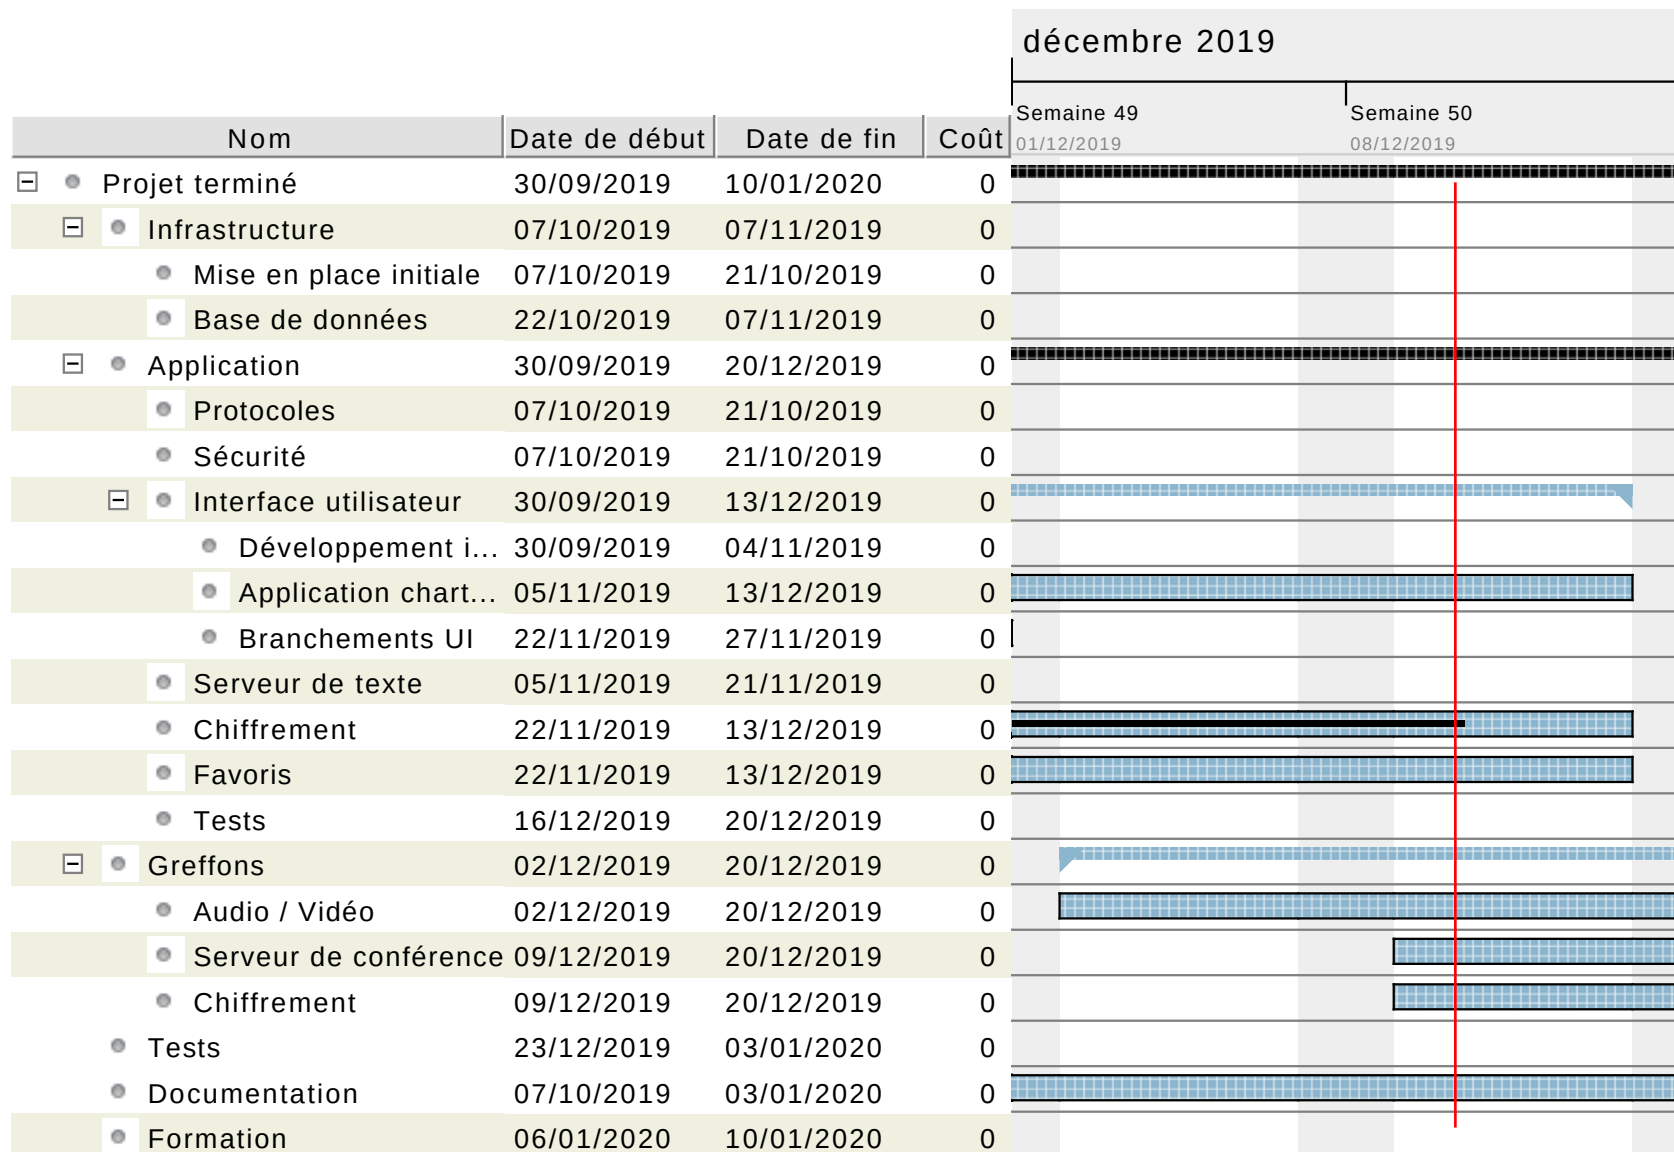 décembre 2019
Semaine 49 Semaine 50
Nom Date de début Date de fin Coût 01/12/2019 08/12/2019
Projet terminé 30/09/2019 10/01/2020 0
Infrastructure 07/10/2019 07/11/2019 0
Mise en place initiale 07/10/2019 21/10/2019 0
Base de données 22/10/2019 07/11/2019 0
Application 30/09/2019 20/12/2019 0
Protocoles 07/10/2019 21/10/2019 0
Sécurité 07/10/2019 21/10/2019 0
Interface utilisateur 30/09/2019 13/12/2019 0
Développement i... 30/09/2019 04/11/2019 0
Application chart... 05/11/2019 13/12/2019 0
Branchements UI 22/11/2019 27/11/2019 0
Serveur de texte 05/11/2019 21/11/2019 0
Chiffrement 22/11/2019 13/12/2019 0
Favoris 22/11/2019 13/12/2019 0
Tests 16/12/2019 20/12/2019 0
Greffons 02/12/2019 20/12/2019 0
Audio / Vidéo 02/12/2019 20/12/2019 0
Serveur de conférence 09/12/2019 20/12/2019 0
Chiffrement 09/12/2019 20/12/2019 0
Tests 23/12/2019 03/01/2020 0
Documentation 07/10/2019 03/01/2020 0
Formation 06/01/2020 10/01/2020 0